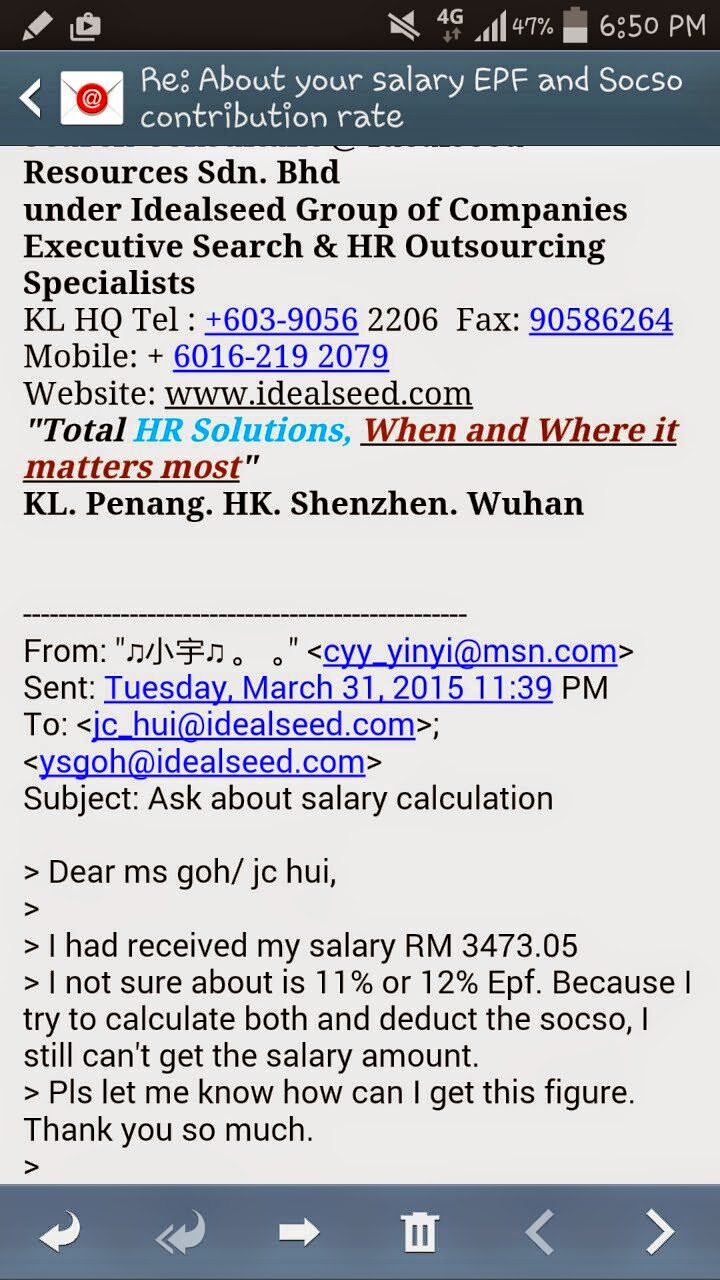 4G 47% 6:50 PM
Re: About your salary EPF and Socso
contribution rate
Resources Sdn. Bhd
under Idealseed Group of Companies
Executive Search & HR Outsourcing
Specialists
KL HQ Tel : +603-9056 2206  Fax: 90586264
Mobile: + 6016-219 2079
Website: www.idealseed.com
"Total HR Solutions, When and Where it
matters most"
KL. Penang. HK. Shenzhen. Wuhan
-------------------------------------------------
From: "♫小宇♫ 。 。" <cyy_yinyi@msn.com>
Sent: Tuesday, March 31, 2015 11:39 PM
To: <jc_hui@idealseed.com>;
<ysgoh@idealseed.com>
Subject: Ask about salary calculation
> Dear ms goh/ jc hui,
>
> I had received my salary RM 3473.05
> I not sure about is 11% or 12% Epf. Because I
try to calculate both and deduct the socso, I
still can't get the salary amount.
> Pls let me know how can I get this figure.
Thank you so much.
>